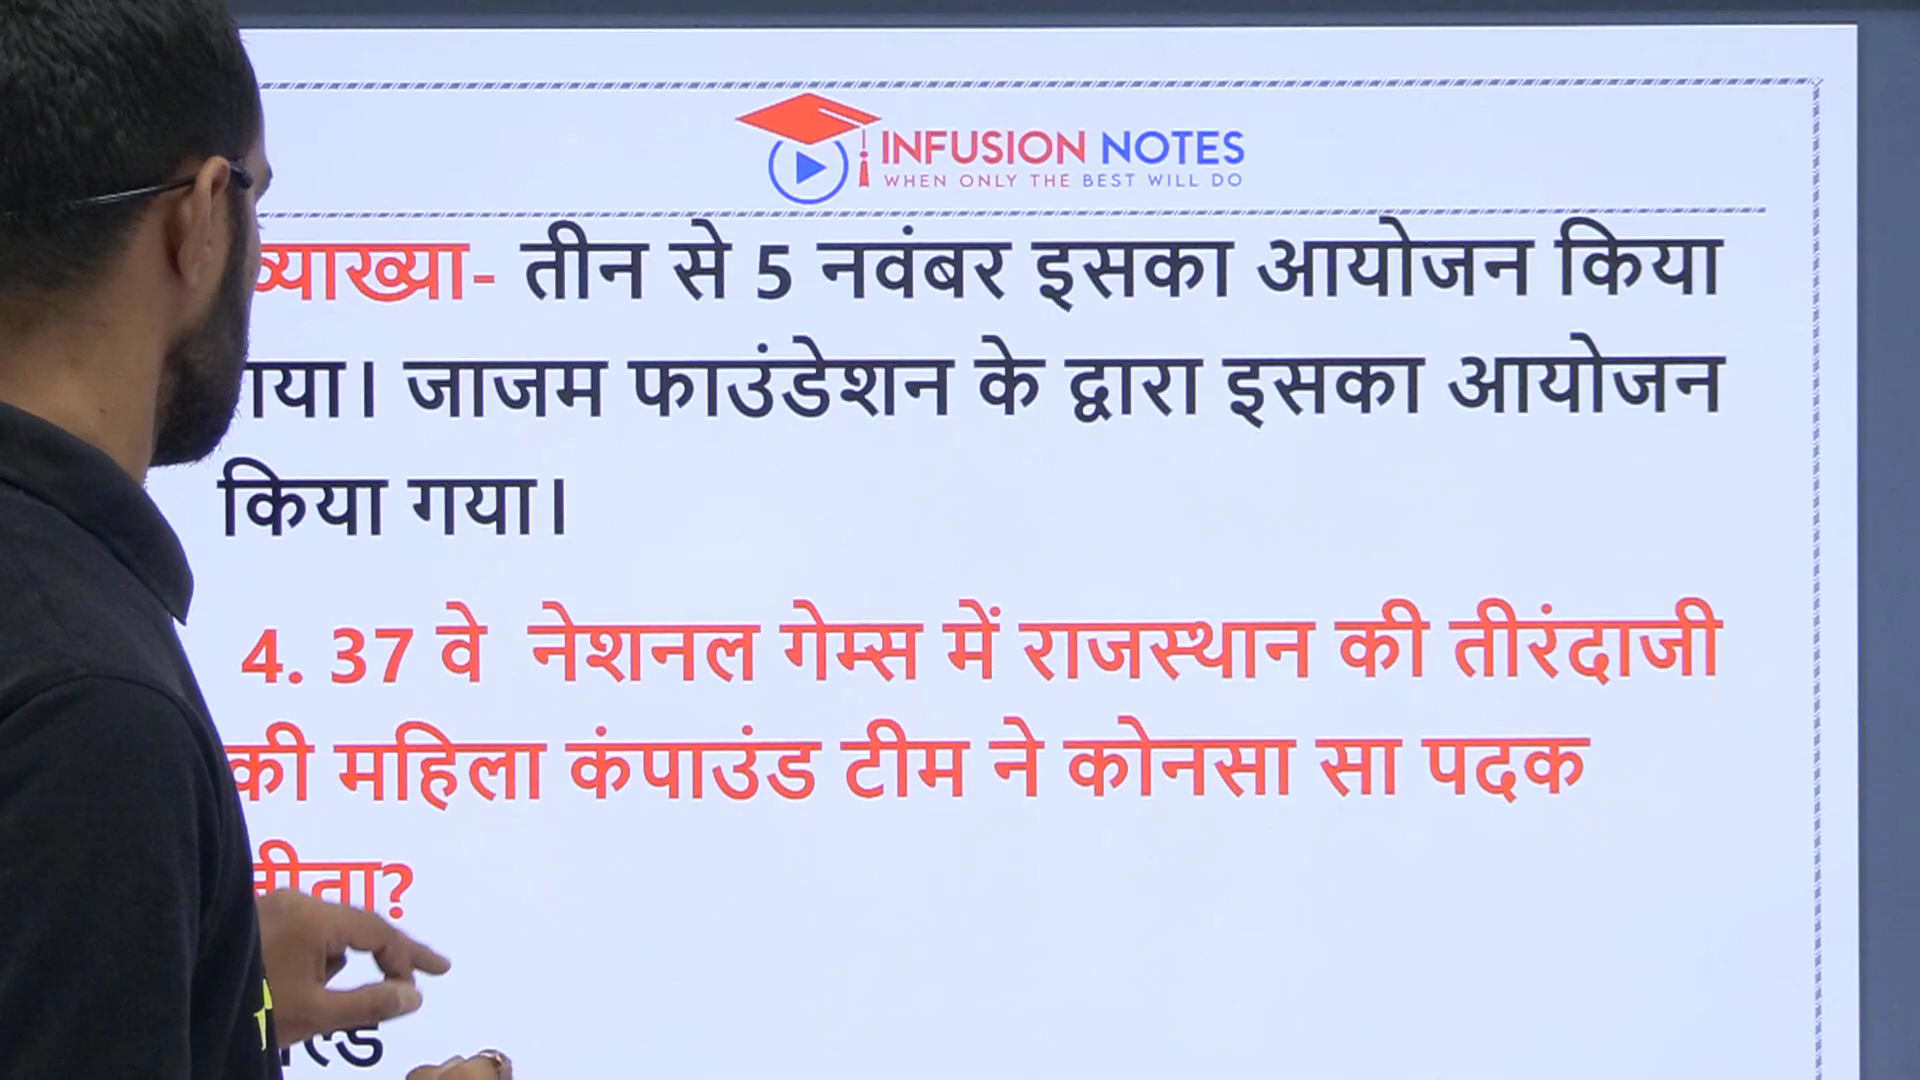 INFUSION NOTES
WHEN ONLY THE BEST WILL DO
व्याख्या- तीन से 5 नवंबर इसका आयोजन किया
गया। जाजम फाउंडेशन के द्वारा इसका आयोजन
किया गया।
4. 37 वे नेशनल गेम्स में राजस्थान की तीरंदाजी
की महिला कंपाउंड टीम ने कोनसा सा पदक
जीता?